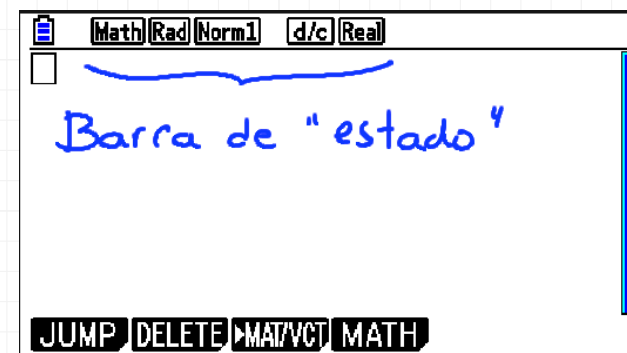 Math Rad Norm1 d/c Real
Barra de "estado"
JUMP DELETE ►MAT/VCT MATH